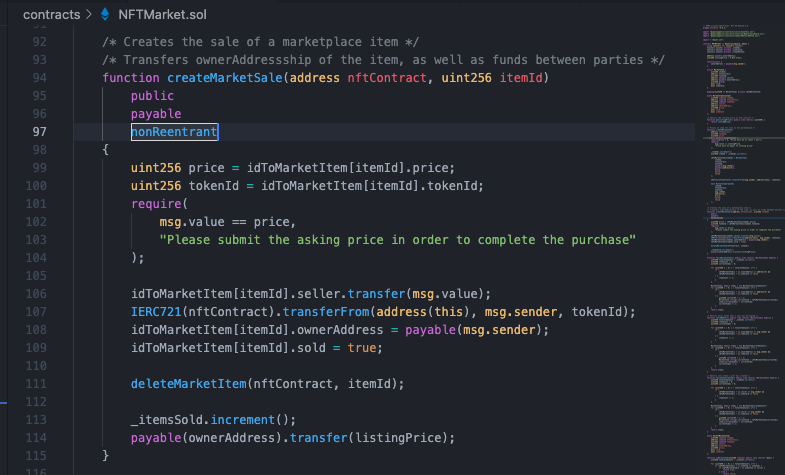 contracts > NFTMarket.sol
92 /* Creates the sale of a marketplace item */
93 /* Transfers ownerAddressship of the item, as well as funds between parties */
94 function createMarketSale(address nftContract, uint256 itemId)
95 public
96 payable
97 nonReentrant
98 {
99 uint256 price = idToMarketItem[itemId].price;
100 uint256 tokenId = idToMarketItem[itemId].tokenId;
101 require(
102 msg.value == price,
103 "Please submit the asking price in order to complete the purchase"
104 );
105
106 idToMarketItem[itemId].seller.transfer(msg.value);
107 IERC721(nftContract).transferFrom(address(this), msg.sender, tokenId);
108 idToMarketItem[itemId].ownerAddress = payable(msg.sender);
109 idToMarketItem[itemId].sold = true;
110
111 deleteMarketItem(nftContract, itemId);
112
113 _itemsSold.increment();
114 payable(ownerAddress).transfer(listingPrice);
115 }